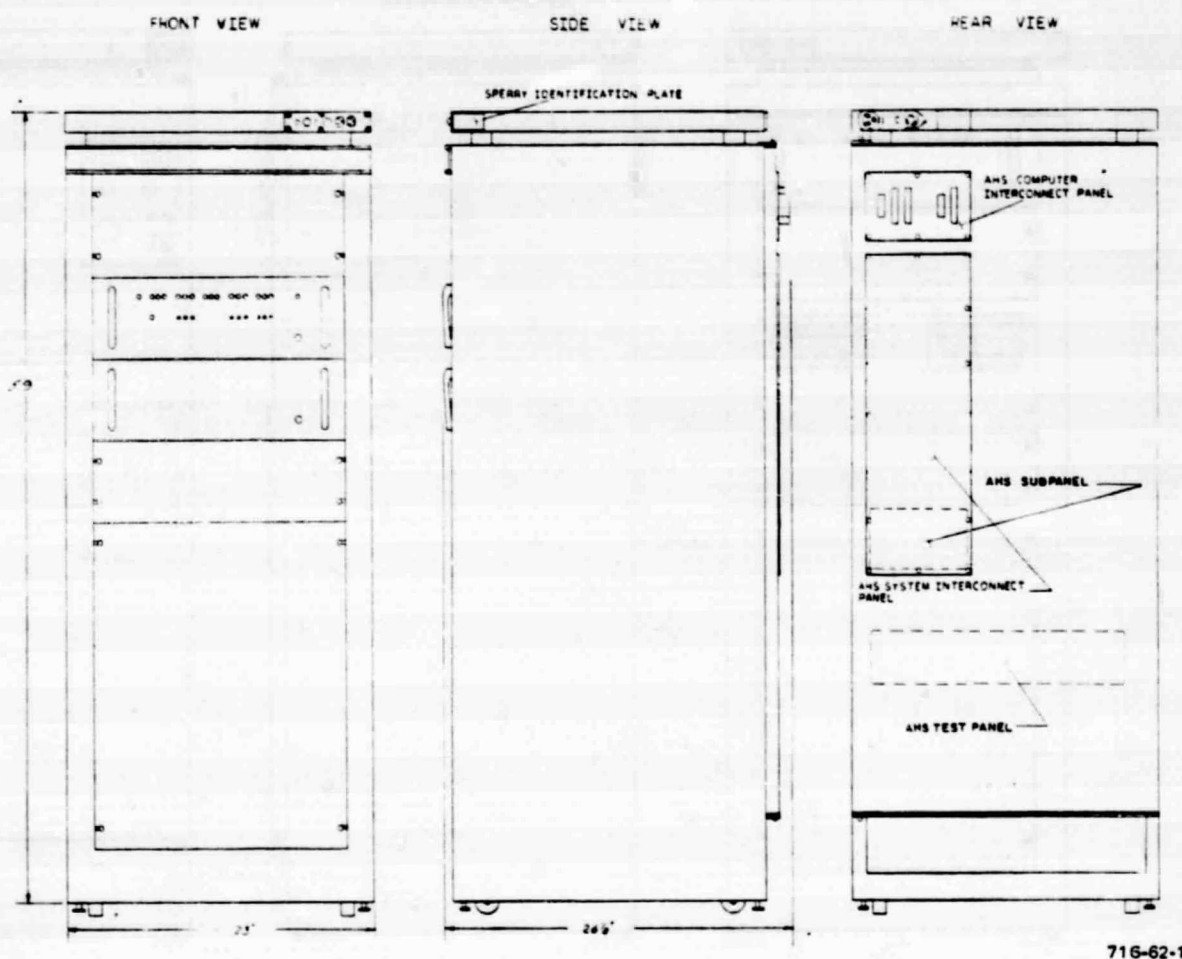 FRONT VIEW
SIDE VIEW
REAR VIEW
SPERRY IDENTIFICATION PLATE
AHS COMPUTER
INTERCONNECT PANEL
AHS SUBPANEL
AHS SYSTEM INTERCONNECT
PANEL
AHS TEST PANEL
23"
716-62-1